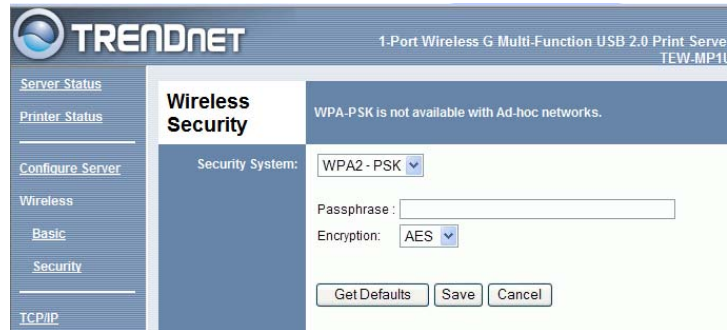 TRENDNET
1-Port Wireless G Multi-Function USB 2.0 Print Serve
TEW-MP1U
Server Status
Printer Status
Configure Server
Wireless
Basic
Security
TCP/IP
Wireless
Security
WPA-PSK is not available with Ad-hoc networks.
Security System:
WPA2 - PSK
Passphrase :
Encryption:
AES
Get Defaults
Save
Cancel